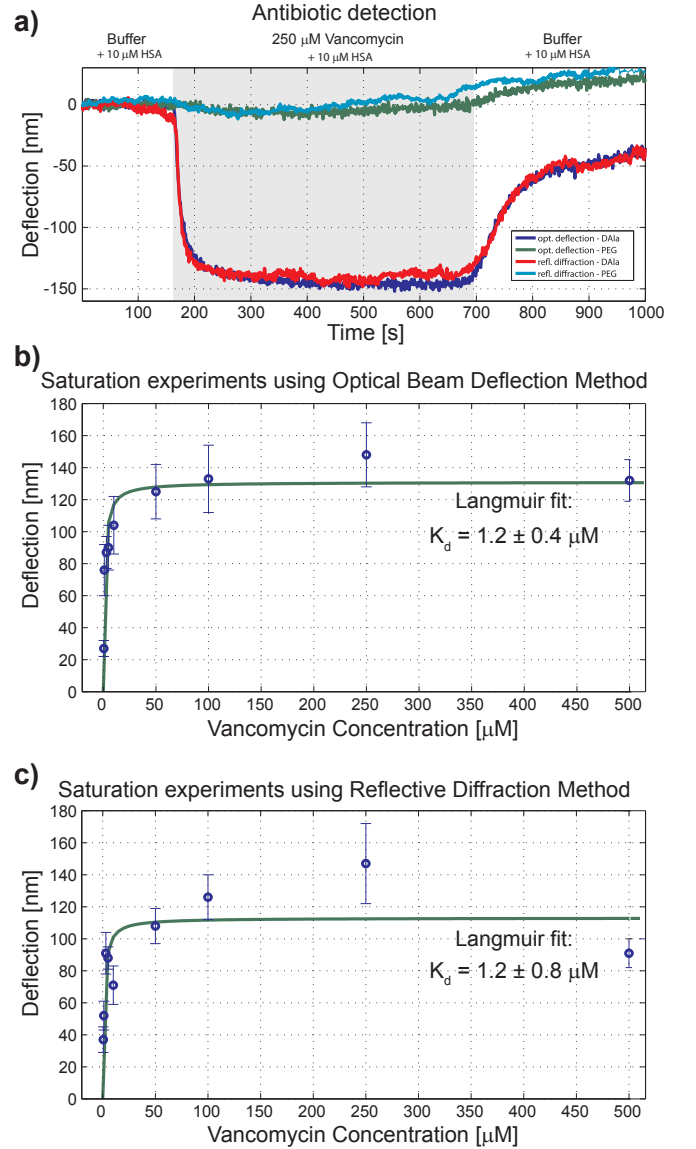 a)
Antibiotic detection
Buffer
+ 10 μM HSA
250 μM Vancomycin
+ 10 μM HSA
Buffer
+ 10 μM HSA
Deflection [nm]
0
-50
-100
-150
opt. deflection - DAla
opt. deflection - PEG
refl. diffraction - DAla
refl. diffraction - PEG
100 200 300 400 500 600 700 800 900 1000
Time [s]
b)
Saturation experiments using Optical Beam Deflection Method
Deflection [nm]
180
160
140
120
100
80
60
40
20
0
Langmuir fit:
K_d = 1.2 ± 0.4 μM
0 50 100 150 200 250 300 350 400 450 500
Vancomycin Concentration [μM]
c)
Saturation experiments using Reflective Diffraction Method
Deflection [nm]
180
160
140
120
100
80
60
40
20
0
Langmuir fit:
K_d = 1.2 ± 0.8 μM
0 50 100 150 200 250 300 350 400 450 500
Vancomycin Concentration [μM]